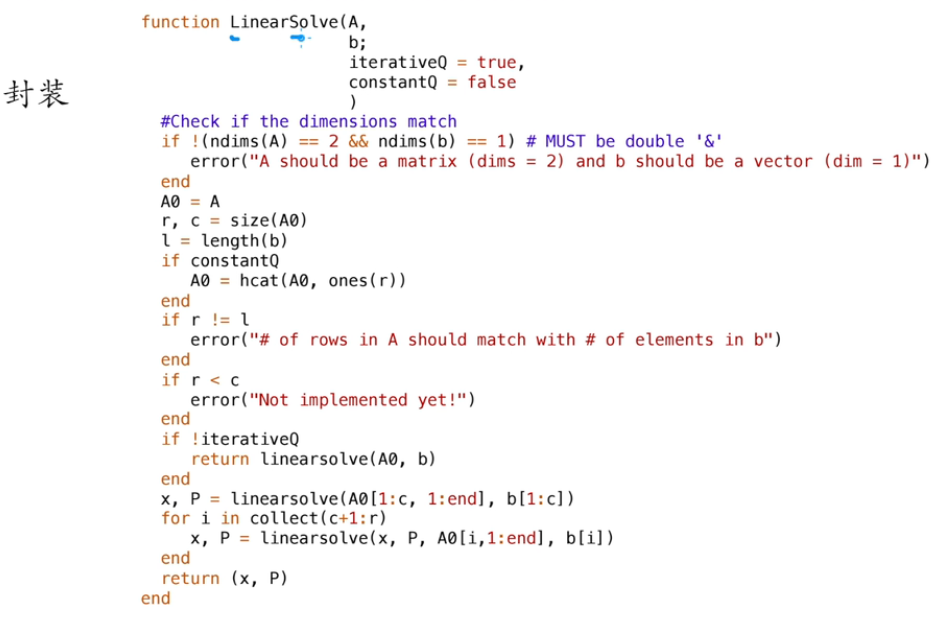 封装
function LinearSolve(A,
b;
iterativeQ = true,
constantQ = false
)
#Check if the dimensions match
if !(ndims(A) == 2 && ndims(b) == 1) # MUST be double '&'
error("A should be a matrix (dims = 2) and b should be a vector (dim = 1)")
end
A0 = A
r, c = size(A0)
l = length(b)
if constantQ
A0 = hcat(A0, ones(r))
end
if r != l
error("# of rows in A should match with # of elements in b")
end
if r < c
error("Not implemented yet!")
end
if !iterativeQ
return linearsolve(A0, b)
end
x, P = linearsolve(A0[1:c, 1:end], b[1:c])
for i in collect(c+1:r)
x, P = linearsolve(x, P, A0[i,1:end], b[i])
end
return (x, P)
end